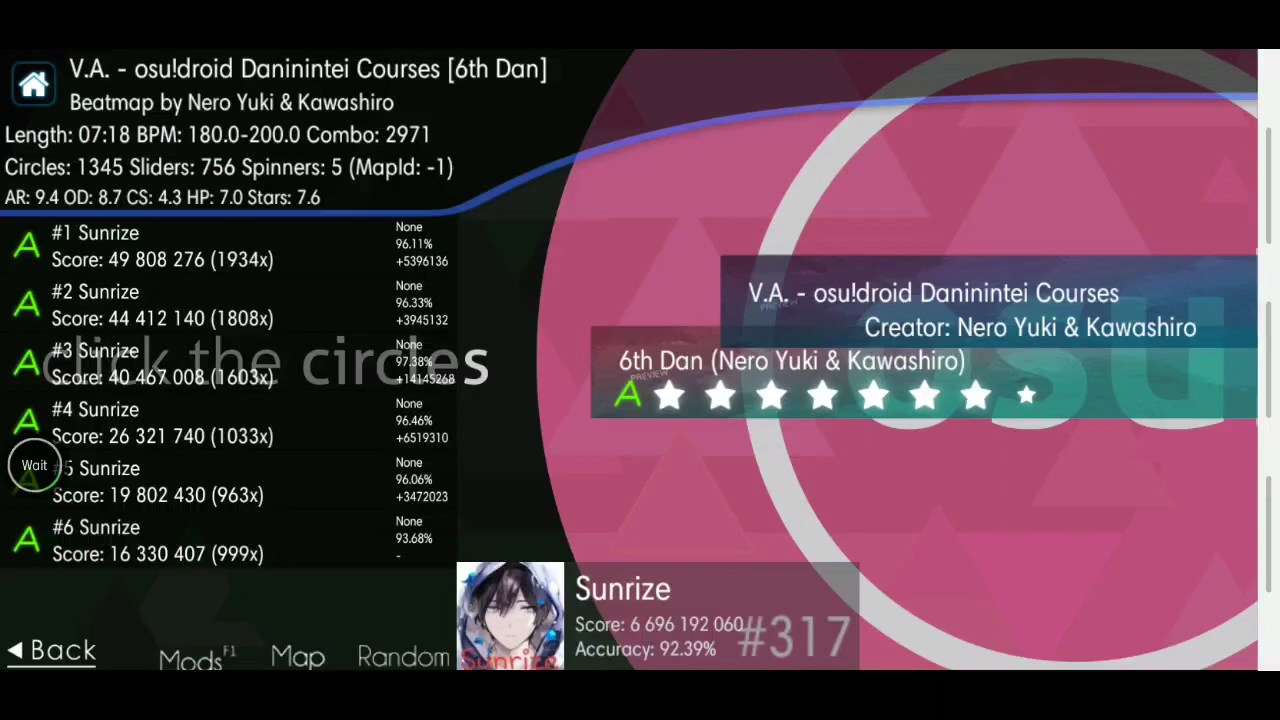 V.A. - osu!droid Daninintei Courses [6th Dan]
Beatmap by Nero Yuki & Kawashiro
Length: 07:18 BPM: 180.0-200.0 Combo: 2971
Circles: 1345 Sliders: 756 Spinners: 5 (MapId: -1)
AR: 9.4 OD: 8.7 CS: 4.3 HP: 7.0 Stars: 7.6
A
#1 Sunrize
Score: 49 808 276 (1934x)
None
96.11%
+5396136
A
#2 Sunrize
Score: 44 412 140 (1808x)
None
96.33%
+3945132
A
#3 Sunrize
Score: 40 467 008 (1603x)
None
97.38%
+14145268
click the circles
A
#4 Sunrize
Score: 26 321 740 (1033x)
None
96.46%
+6519310
Wait
A
#5 Sunrize
Score: 19 802 430 (963x)
None
96.06%
+3472023
A
#6 Sunrize
Score: 16 330 407 (999x)
None
93.68%
-
V.A. - osu!droid Daninintei Courses
PREVIEW
Creator: Nero Yuki & Kawashiro
6th Dan (Nero Yuki & Kawashiro)
PREVIEW
A
osu
Sunrize
Score: 6 696 192 060
Accuracy: 92.39%
#317
Sunrize
Back
Mods F1
Map
Random